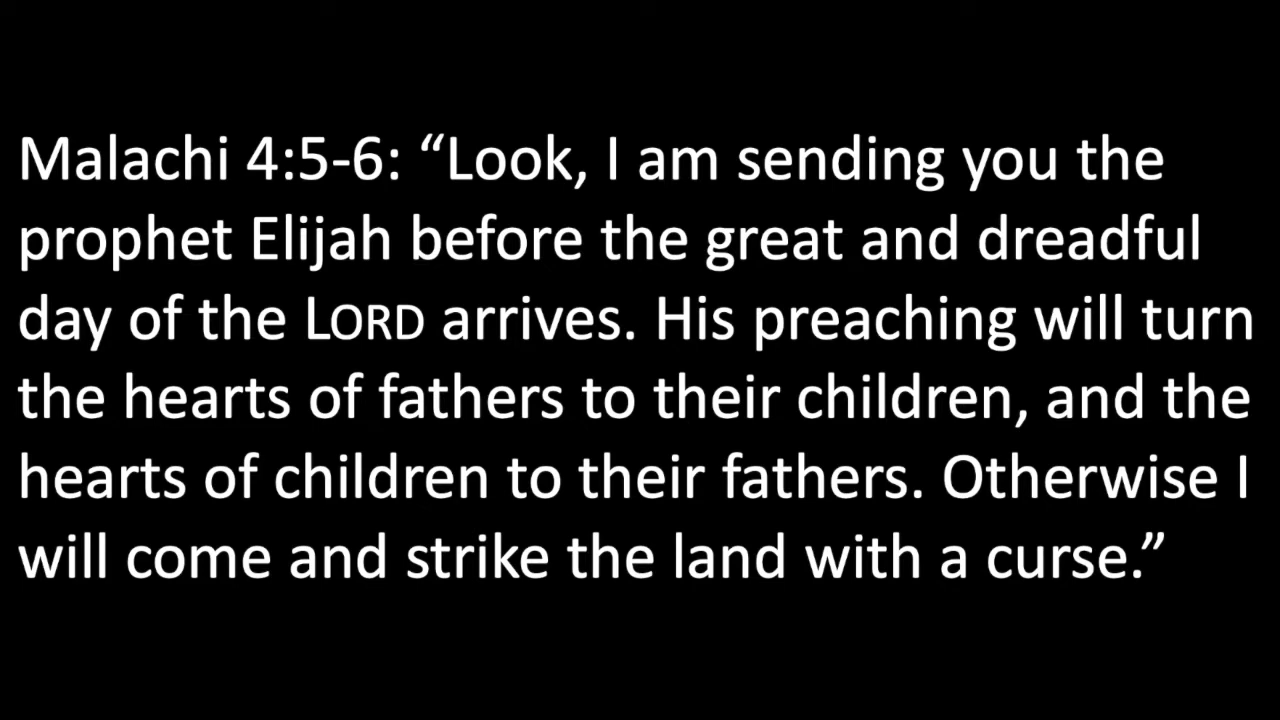 Malachi 4:5-6: “Look, I am sending you the
prophet Elijah before the great and dreadful
day of the LORD arrives. His preaching will turn
the hearts of fathers to their children, and the
hearts of children to their fathers. Otherwise I
will come and strike the land with a curse.”